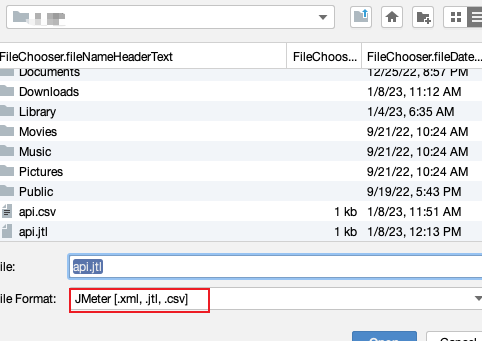 FileChooser.fileNameHeaderText FileChoos... FileChooser.fileDate...
Documents 12/25/22, 8:57 PM
Downloads 1/8/23, 11:12 AM
Library 1/4/23, 6:35 AM
Movies 9/21/22, 10:24 AM
Music 9/21/22, 10:24 AM
Pictures 9/21/22, 10:24 AM
Public 9/19/22, 5:43 PM
api.csv 1 kb 1/8/23, 11:51 AM
api.jtl 1 kb 1/8/23, 12:13 PM
ile: api.jtl
ile Format: JMeter [.xml, .jtl, .csv]
Open Cancel